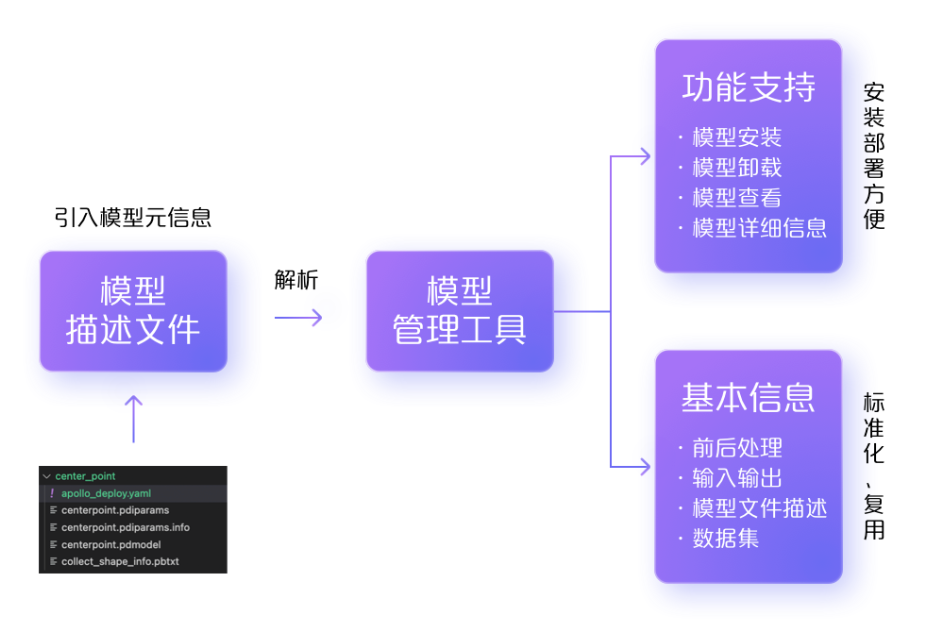 引入模型元信息
模型
描述文件
center_point
! apollo_deploy.yaml
centerpoint.pdiparams
centerpoint.pdiparams.info
centerpoint.pdmodel
collect_shape_info.pbtxt
解析
模型
管理工具
功能支持
· 模型安装
· 模型卸载
· 模型查看
· 模型详细信息
安装部署方便
基本信息
· 前后处理
· 输入输出
· 模型文件描述
· 数据集
标准化、复用